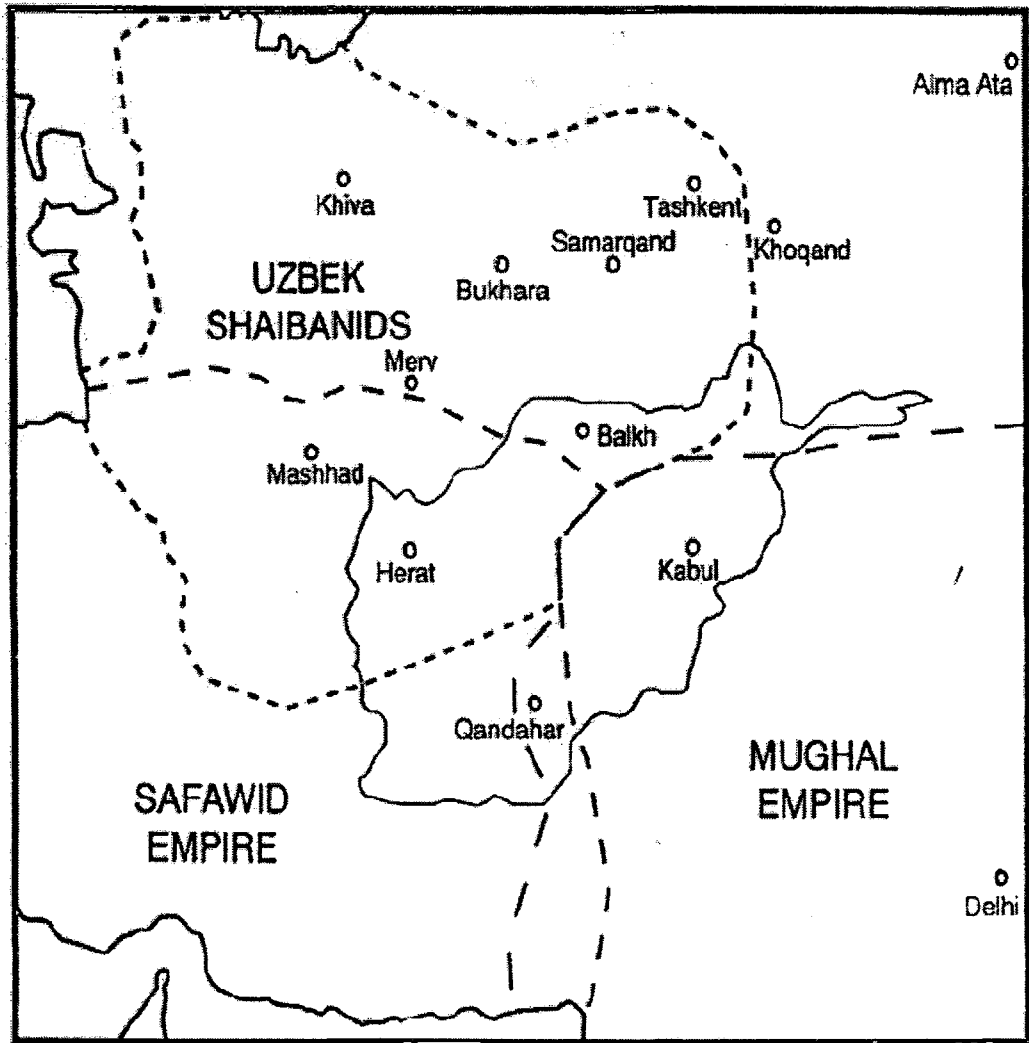 Alma Ata
Khiva
Tashkent
Khoqand
Samarqand
Bukhara
UZBEK
SHAIBANIDS
Merv
Balkh
Mashhad
Herat
Kabul
Qandahar
MUGHAL
EMPIRE
SAFAWID
EMPIRE
Delhi